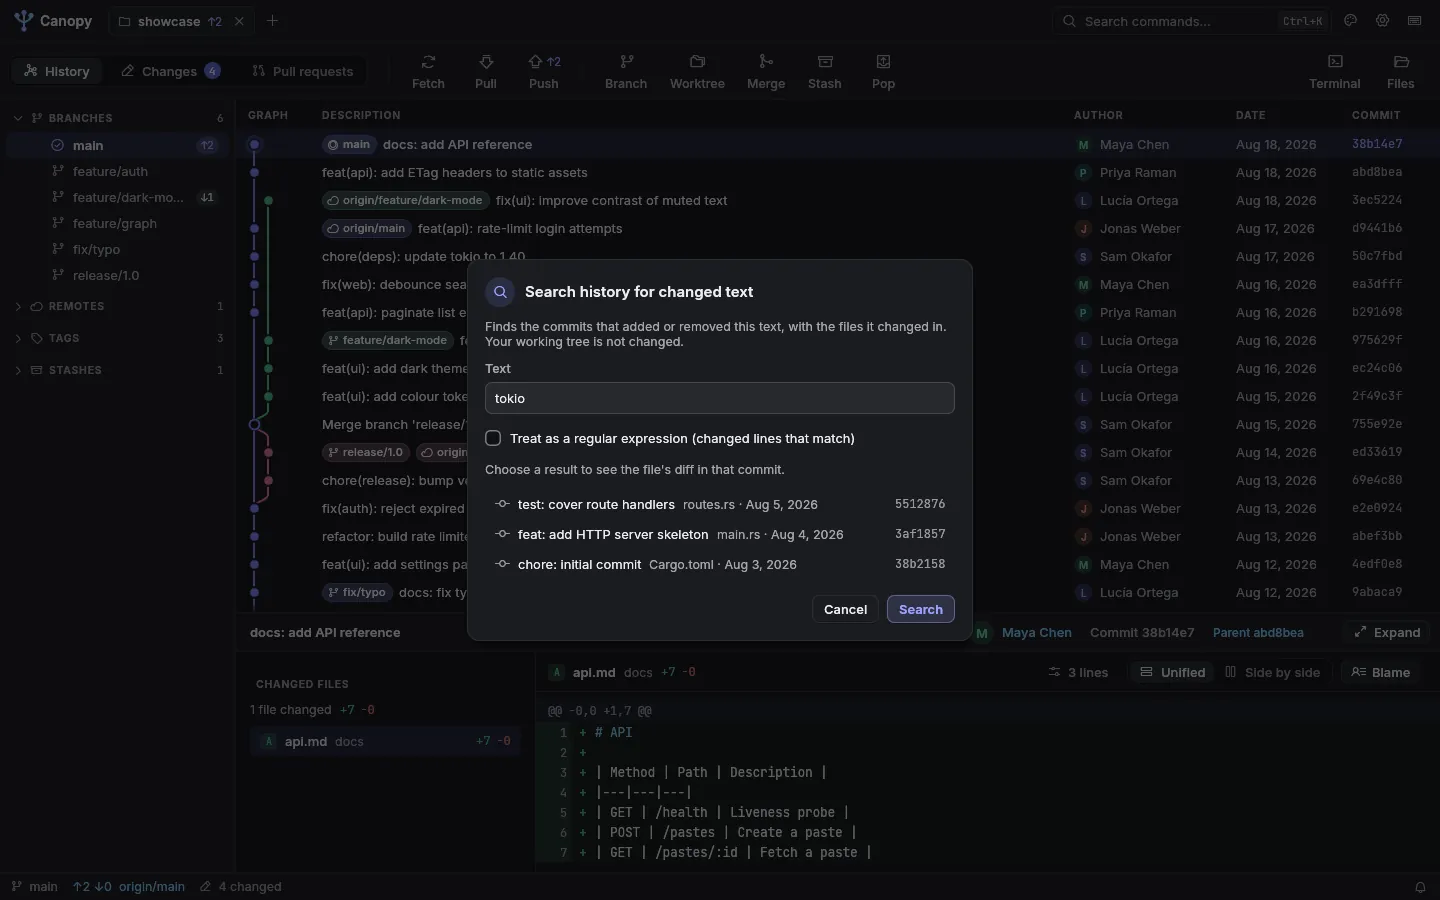 Canopy
showcase ↑2
Search commands... Ctrl+K
History
Changes 4
Pull requests
Fetch
Pull
↑2
Push
Branch
Worktree
Merge
Stash
Pop
Terminal
Files
BRANCHES 6
main ↑2
feature/auth
feature/dark-mo... ↓1
feature/graph
fix/typo
release/1.0
REMOTES 1
TAGS 3
STASHES 1
GRAPH DESCRIPTION AUTHOR DATE COMMIT
main docs: add API reference M Maya Chen Aug 18, 2026 38b14e7
feat(api): add ETag headers to static assets P Priya Raman Aug 18, 2026 abd8bea
origin/feature/dark-mode fix(ui): improve contrast of muted text L Lucía Ortega Aug 18, 2026 3ec5224
origin/main feat(api): rate-limit login attempts J Jonas Weber Aug 17, 2026 d9441b6
chore(deps): update tokio to 1.40 S Sam Okafor Aug 17, 2026 50c7fbd
fix(web): debounce sea M Maya Chen Aug 16, 2026 ea3dfff
feat(api): paginate list e P Priya Raman Aug 16, 2026 b291698
feature/dark-mode L Lucía Ortega Aug 16, 2026 975629f
feat(ui): add dark theme L Lucía Ortega Aug 16, 2026 ec24c06
feat(ui): add colour toke L Lucía Ortega Aug 15, 2026 2f49c3f
Merge branch 'release/ S Sam Okafor Aug 15, 2026 755e92e
release/1.0 origin S Sam Okafor Aug 14, 2026 ed33619
chore(release): bump ve S Sam Okafor Aug 13, 2026 69e4c80
fix(auth): reject expired J Jonas Weber Aug 13, 2026 e2e0924
refactor: build rate limite J Jonas Weber Aug 13, 2026 abef3bb
feat(ui): add settings pa M Maya Chen Aug 12, 2026 4edf0e8
fix/typo docs: fix ty L Lucía Ortega Aug 12, 2026 9abaca9
Search history for changed text
Finds the commits that added or removed this text, with the files it changed in.
Your working tree is not changed.
Text
tokio
Treat as a regular expression (changed lines that match)
Choose a result to see the file's diff in that commit.
test: cover route handlers routes.rs · Aug 5, 2026 5512876
feat: add HTTP server skeleton main.rs · Aug 4, 2026 3af1857
chore: initial commit Cargo.toml · Aug 3, 2026 38b2158
Cancel
Search
docs: add API reference M Maya Chen Commit 38b14e7 Parent abd8bea Expand
CHANGED FILES
1 file changed +7 -0
A api.md docs +7 -0
A api.md docs +7 -0 3 lines Unified Side by side Blame
@@ -0,0 +1,7 @@
1 + # API
2 +
3 + | Method | Path | Description |
4 + |---|---|---|
5 + | GET | /health | Liveness probe |
6 + | POST | /pastes | Create a paste |
7 + | GET | /pastes/:id | Fetch a paste |
main ↑2 ↓0 origin/main 4 changed